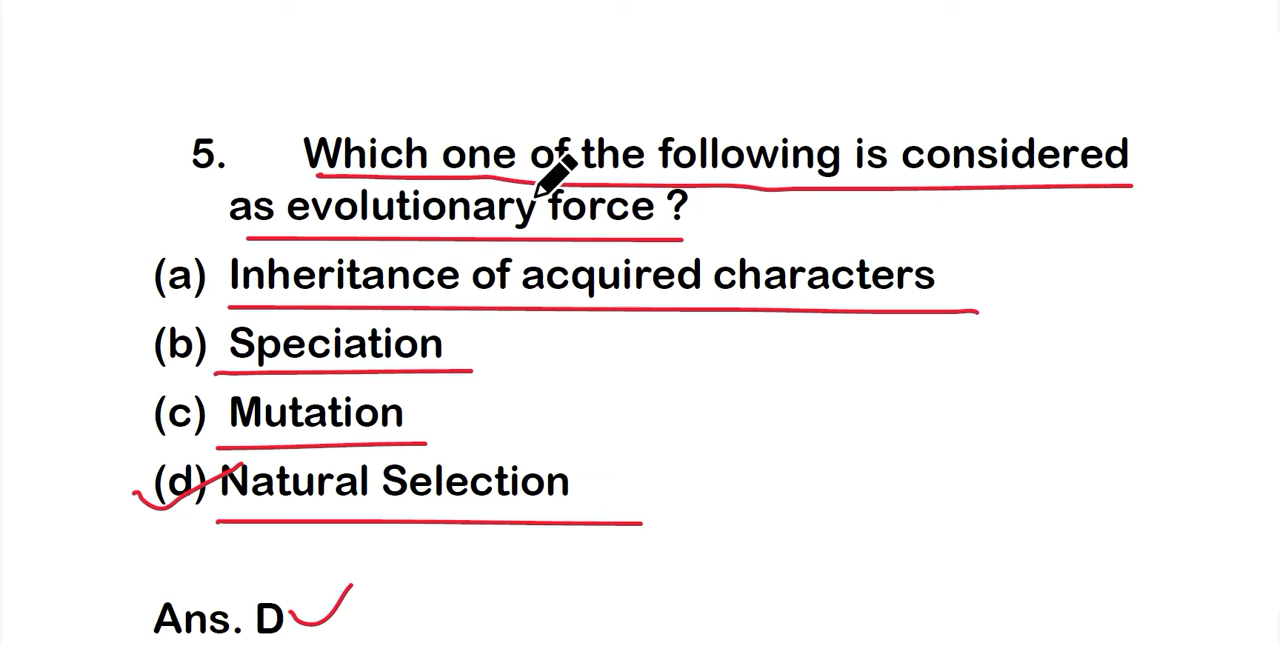 5. Which one of the following is considered
as evolutionary force ?
(a) Inheritance of acquired characters
(b) Speciation
(c) Mutation
(d) Natural Selection
Ans. D